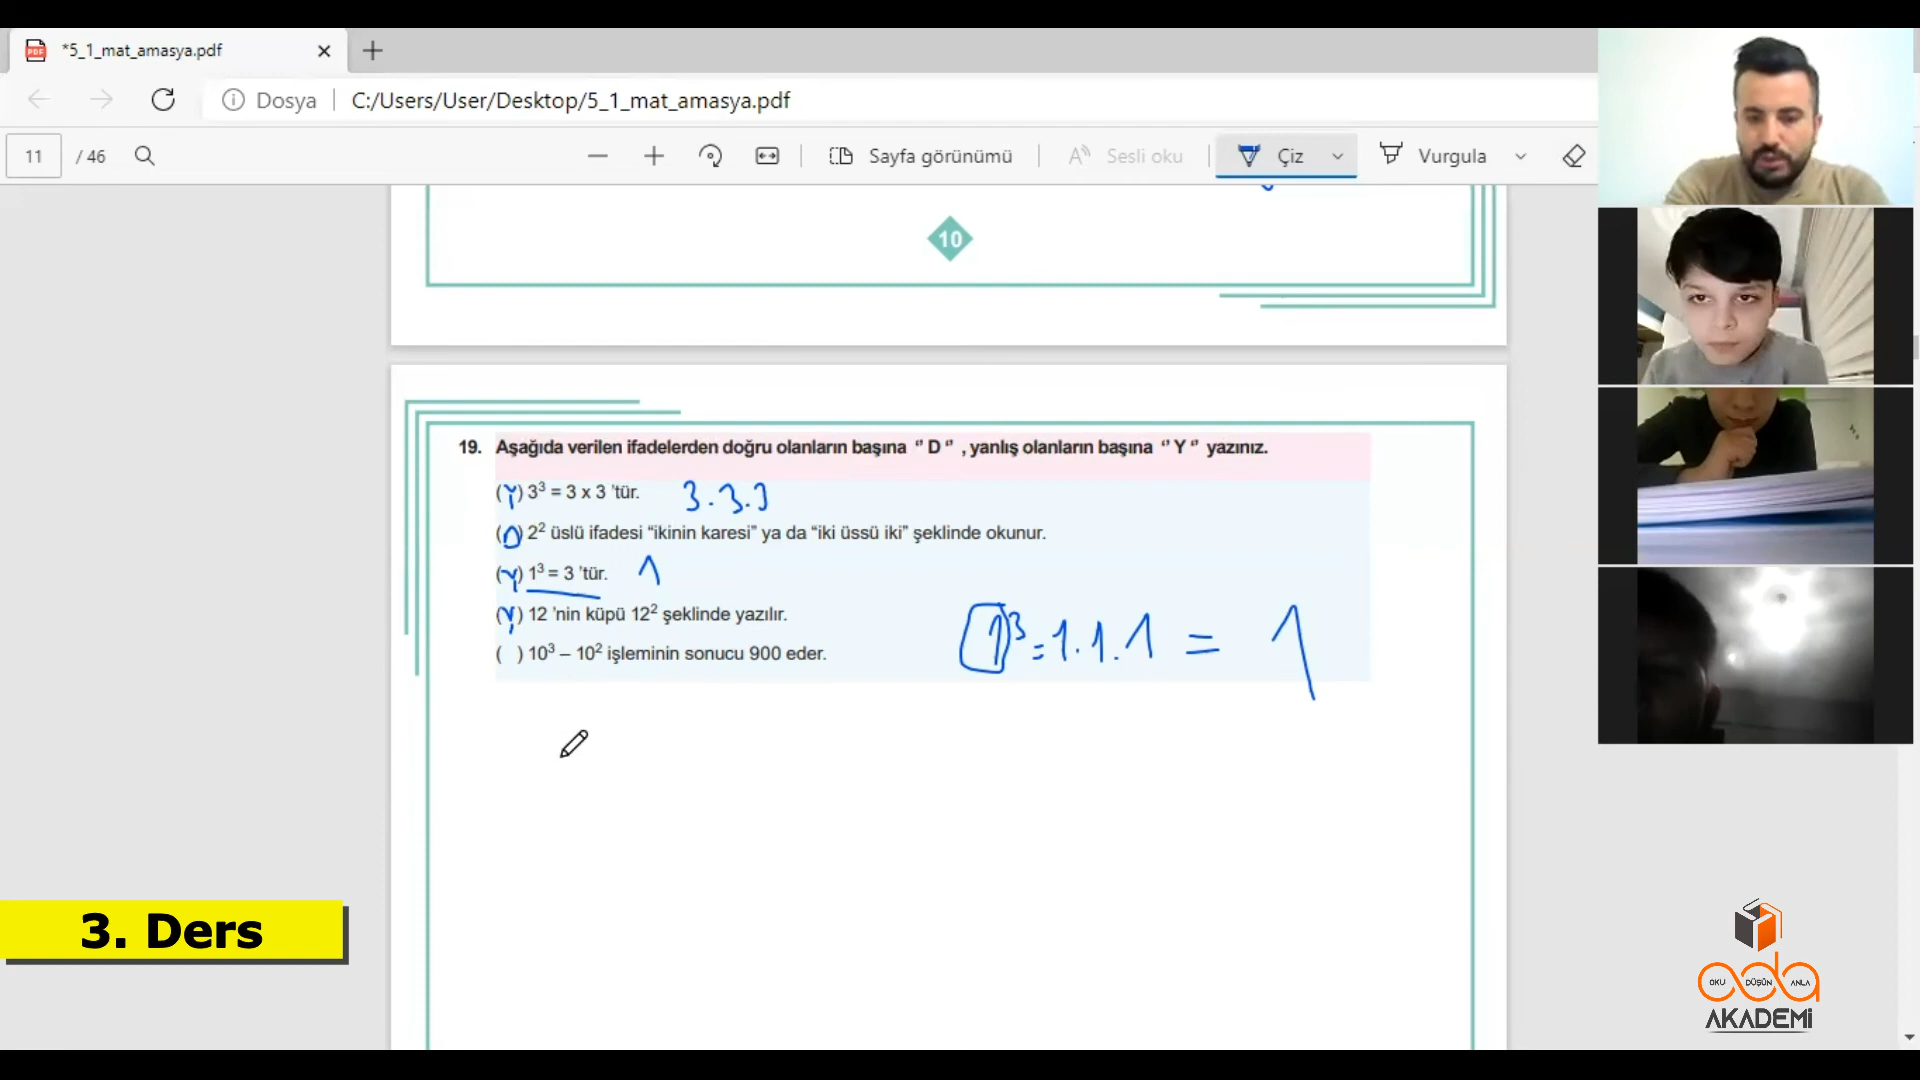 *5_1_mat_amasya.pdf
Dosya C:/Users/User/Desktop/5_1_mat_amasya.pdf
11 / 46 Sayfa görünümü Sesli oku Çiz Vurgula
10
19. Aşağıda verilen ifadelerden doğru olanların başına “ D “ , yanlış olanların başına “ Y “ yazınız.
(Y) 3³ = 3 x 3 'tür. 3.3.3
(D) 2² üslü ifadesi “ikinin karesi” ya da “iki üssü iki” şeklinde okunur.
(Y) 1³ = 3 'tür. 1
(Y) 12 'nin küpü 12² şeklinde yazılır.
( ) 10³ – 10² işleminin sonucu 900 eder.
1³ = 1.1.1 = 1
3. Ders
oda
OKU DÜŞÜN ANLA
AKADEMİ